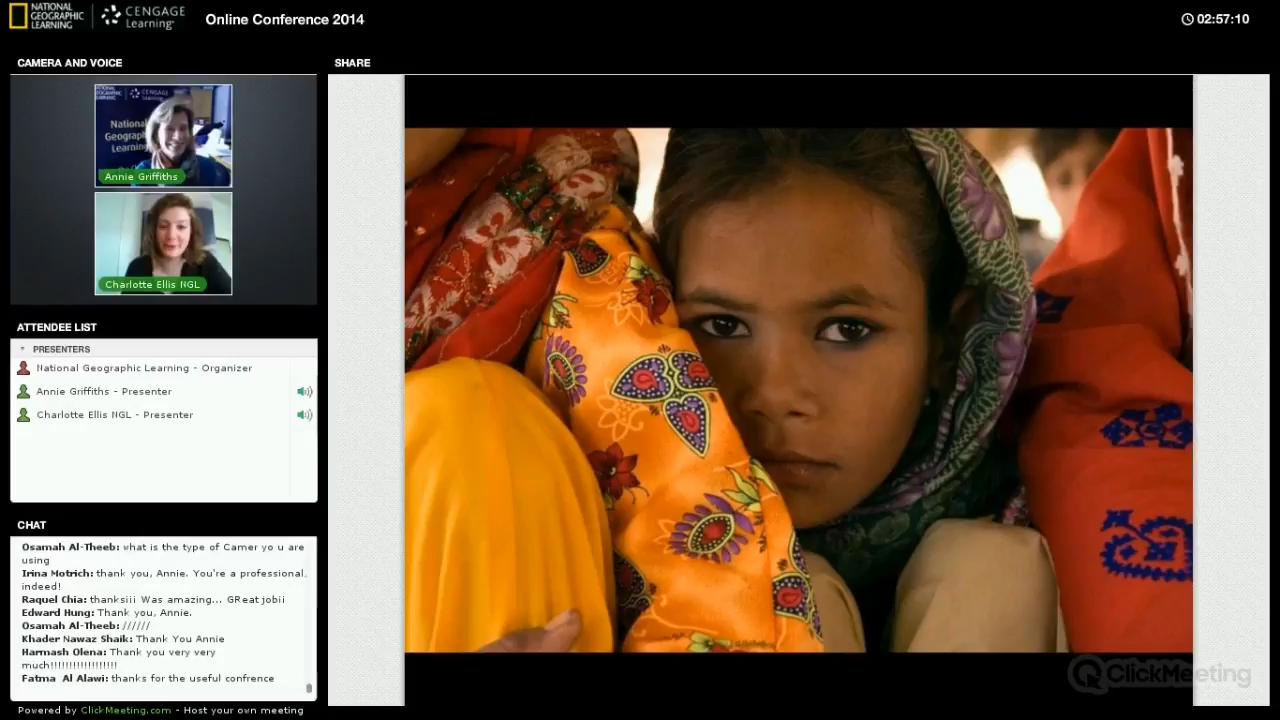 NATIONAL
GEOGRAPHIC
LEARNING
CENGAGE
Learning
Online Conference 2014
02:57:10
CAMERA AND VOICE
SHARE
CENGAGE
Learning
National
Geograph
Learning
Annie Griffiths
Charlotte Ellis NGL
ATTENDEE LIST
PRESENTERS
National Geographic Learning - Organizer
Annie Griffiths - Presenter
Charlotte Ellis NGL - Presenter
CHAT
Osamah Al-Theeb: what is the type of Camer yo u are
using
Irina Motrich: thank you, Annie. You're a professional,
indeed!
Raquel Chia: thanksiii Was amazing... GReat jobii
Edward Hung: Thank you, Annie.
Osamah Al-Theeb: //////
Khader Nawaz Shaik: Thank You Annie
Harmash Olena: Thank you very very
much!!!!!!!!!!!!!!!!!!
Fatma Al Alawi: thanks for the useful confrence
Powered by ClickMeeting.com - Host your own meeting
ClickMeeting